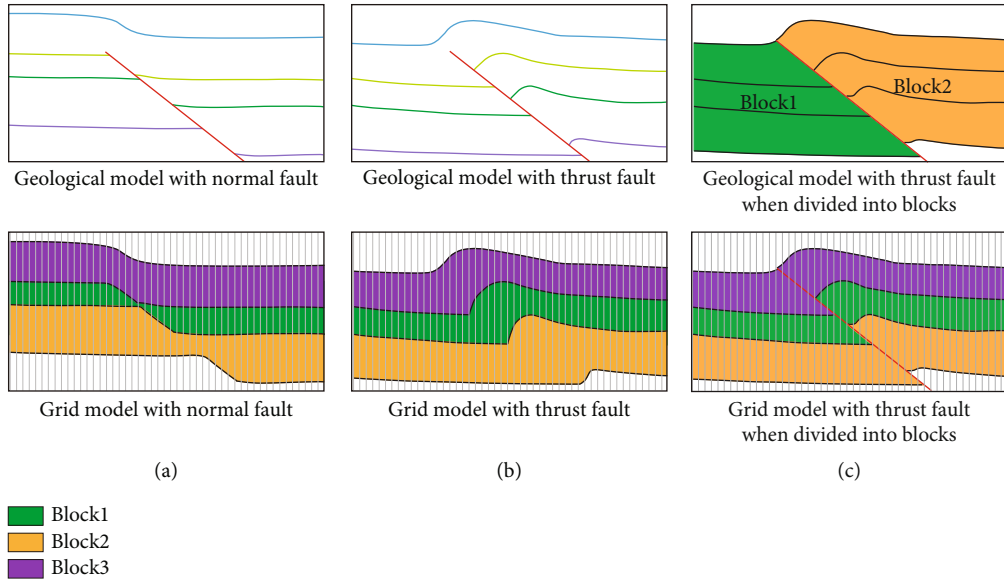 Block1
Block2
Geological model with normal fault
Geological model with thrust fault
Geological model with thrust fault
when divided into blocks
Grid model with normal fault
Grid model with thrust fault
Grid model with thrust fault
when divided into blocks
(a)
(b)
(c)
Block1
Block2
Block3